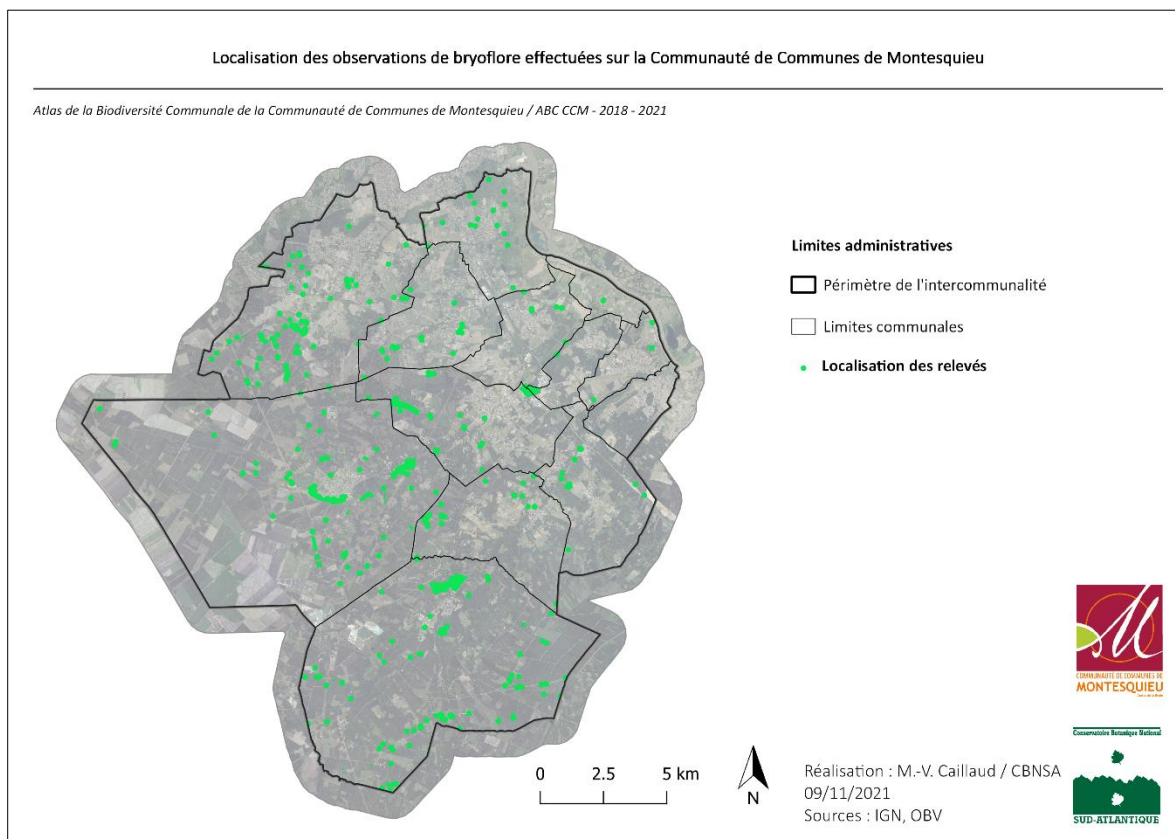 Localisation des observations de bryoflore effectuées sur la Communauté de Communes de Montesquieu
Atlas de la Biodiversité Communale de la Communauté de Communes de Montesquieu / ABC CCM - 2018 - 2021
Limites administratives
Périmètre de l'intercommunalité
Limites communales
Localisation des relevés
COMMUNAUTÉ DE COMMUNES DE
MONTESQUIEU
Conservatoire Botanique National
SUD-ATLANTIQUE
0 2.5 5 km
N
Réalisation : M.-V. Caillaud / CBNSA
09/11/2021
Sources : IGN, OBV